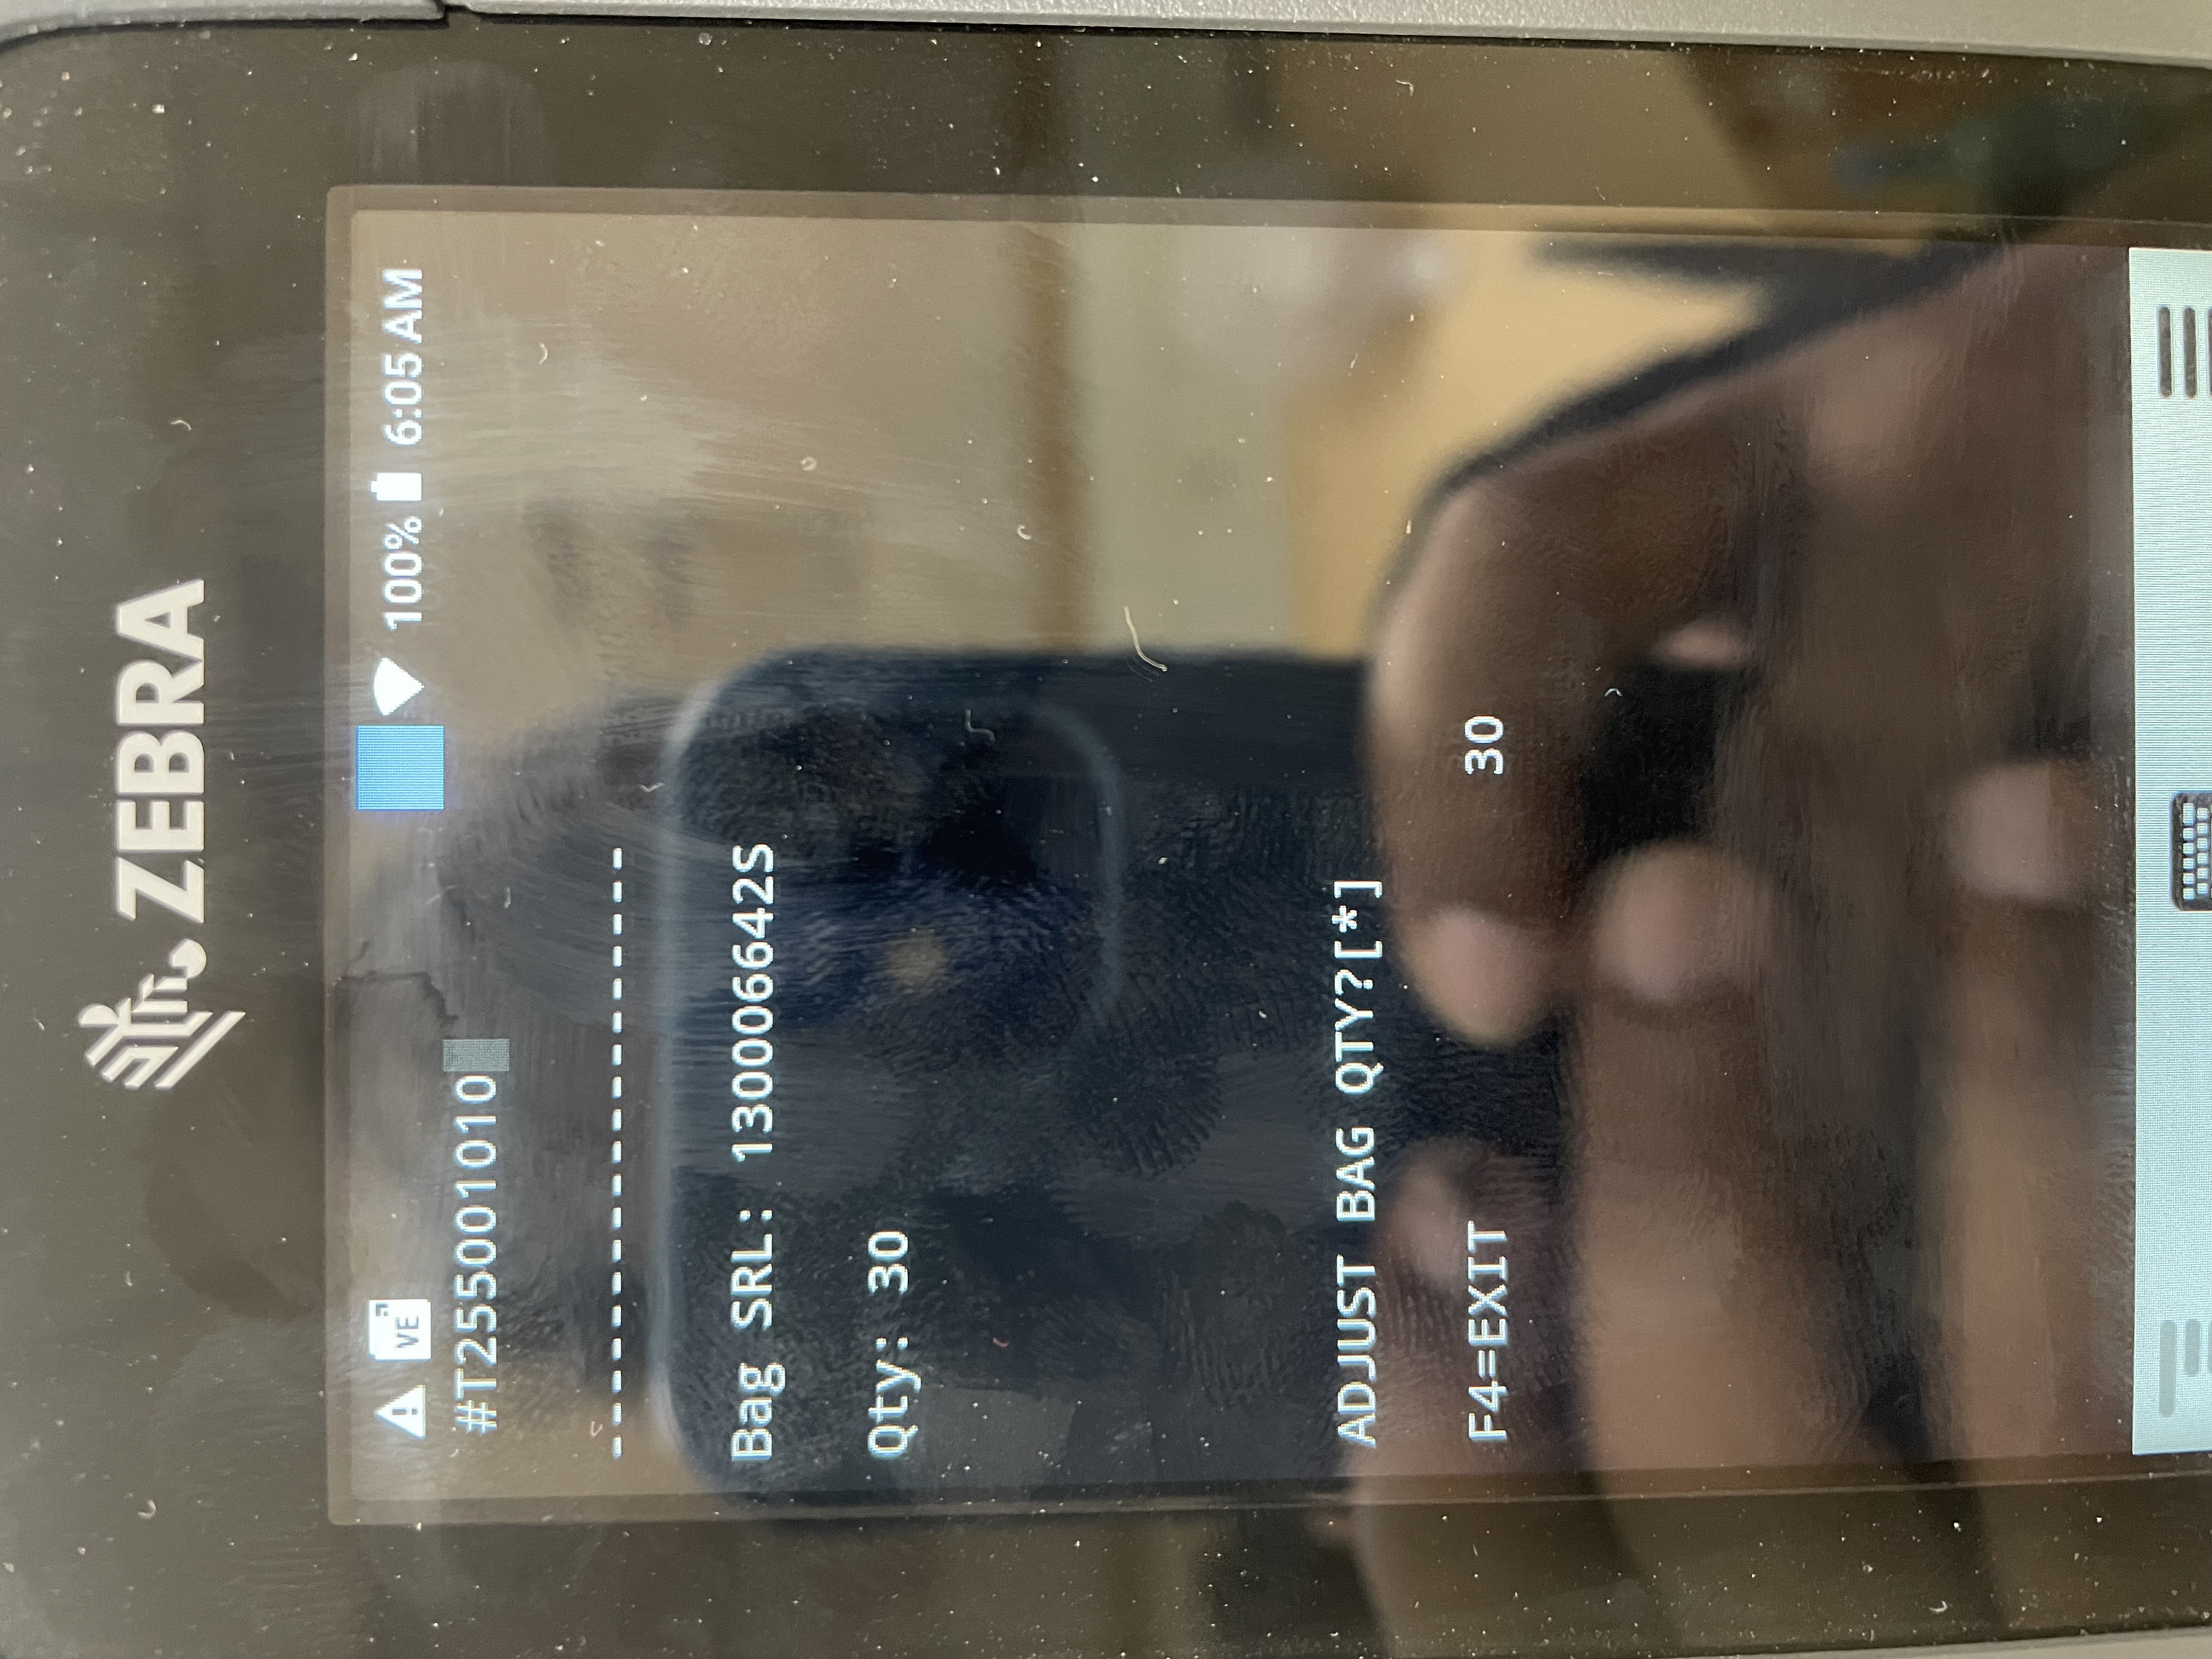 ZEBRA
VE 100% 6:05 AM
#T255001010
-------------------
Bag SRL: 130006642S
Qty: 30
ADJUST BAG QTY?[*]
F4=EXIT 30